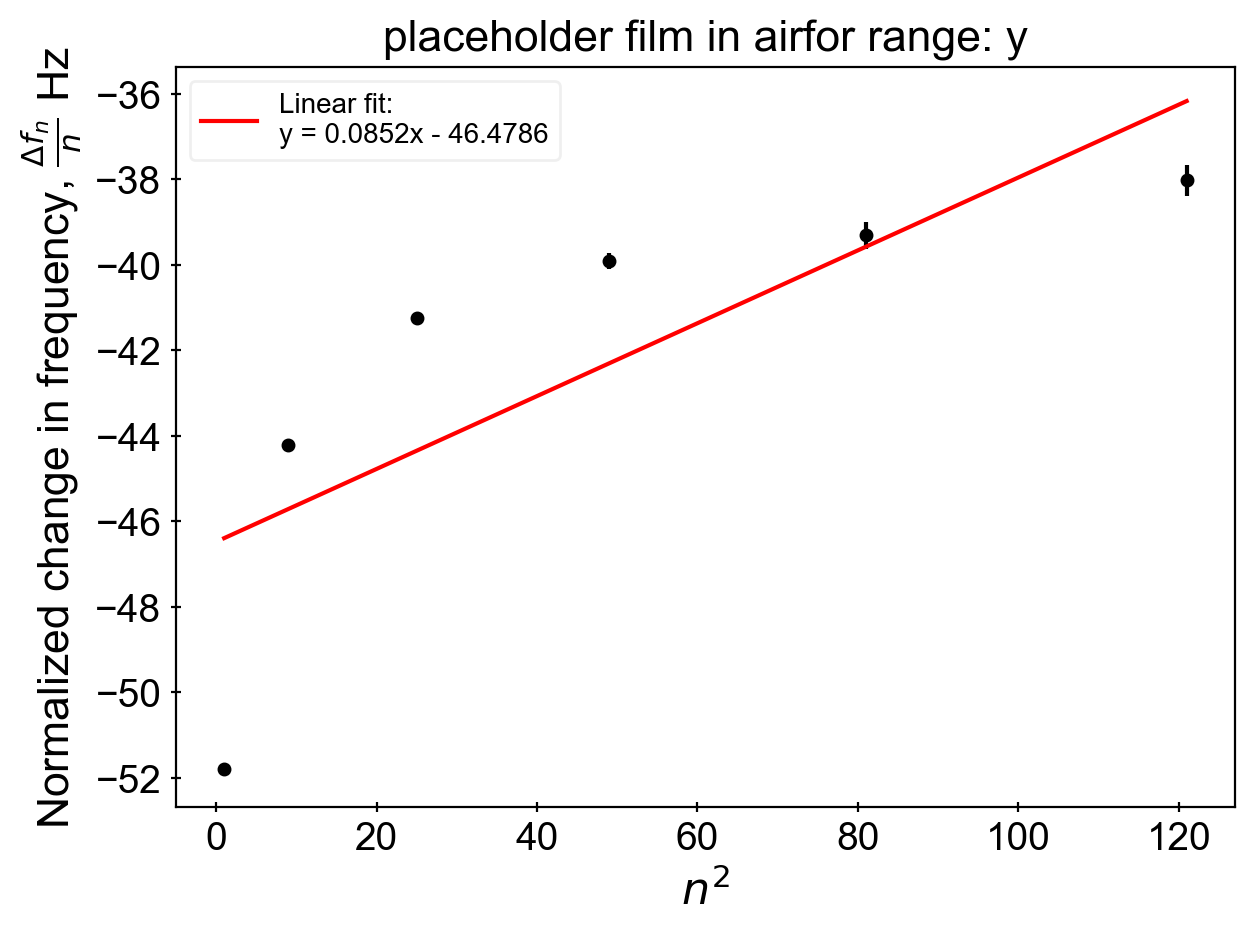 placeholder film in airfor range: y
Linear fit:
y = 0.0852x - 46.4786
Normalized change in frequency, Δfₙ/n Hz
−36
−38
−40
−42
−44
−46
−48
−50
−52
0 20 40 60 80 100 120
n²